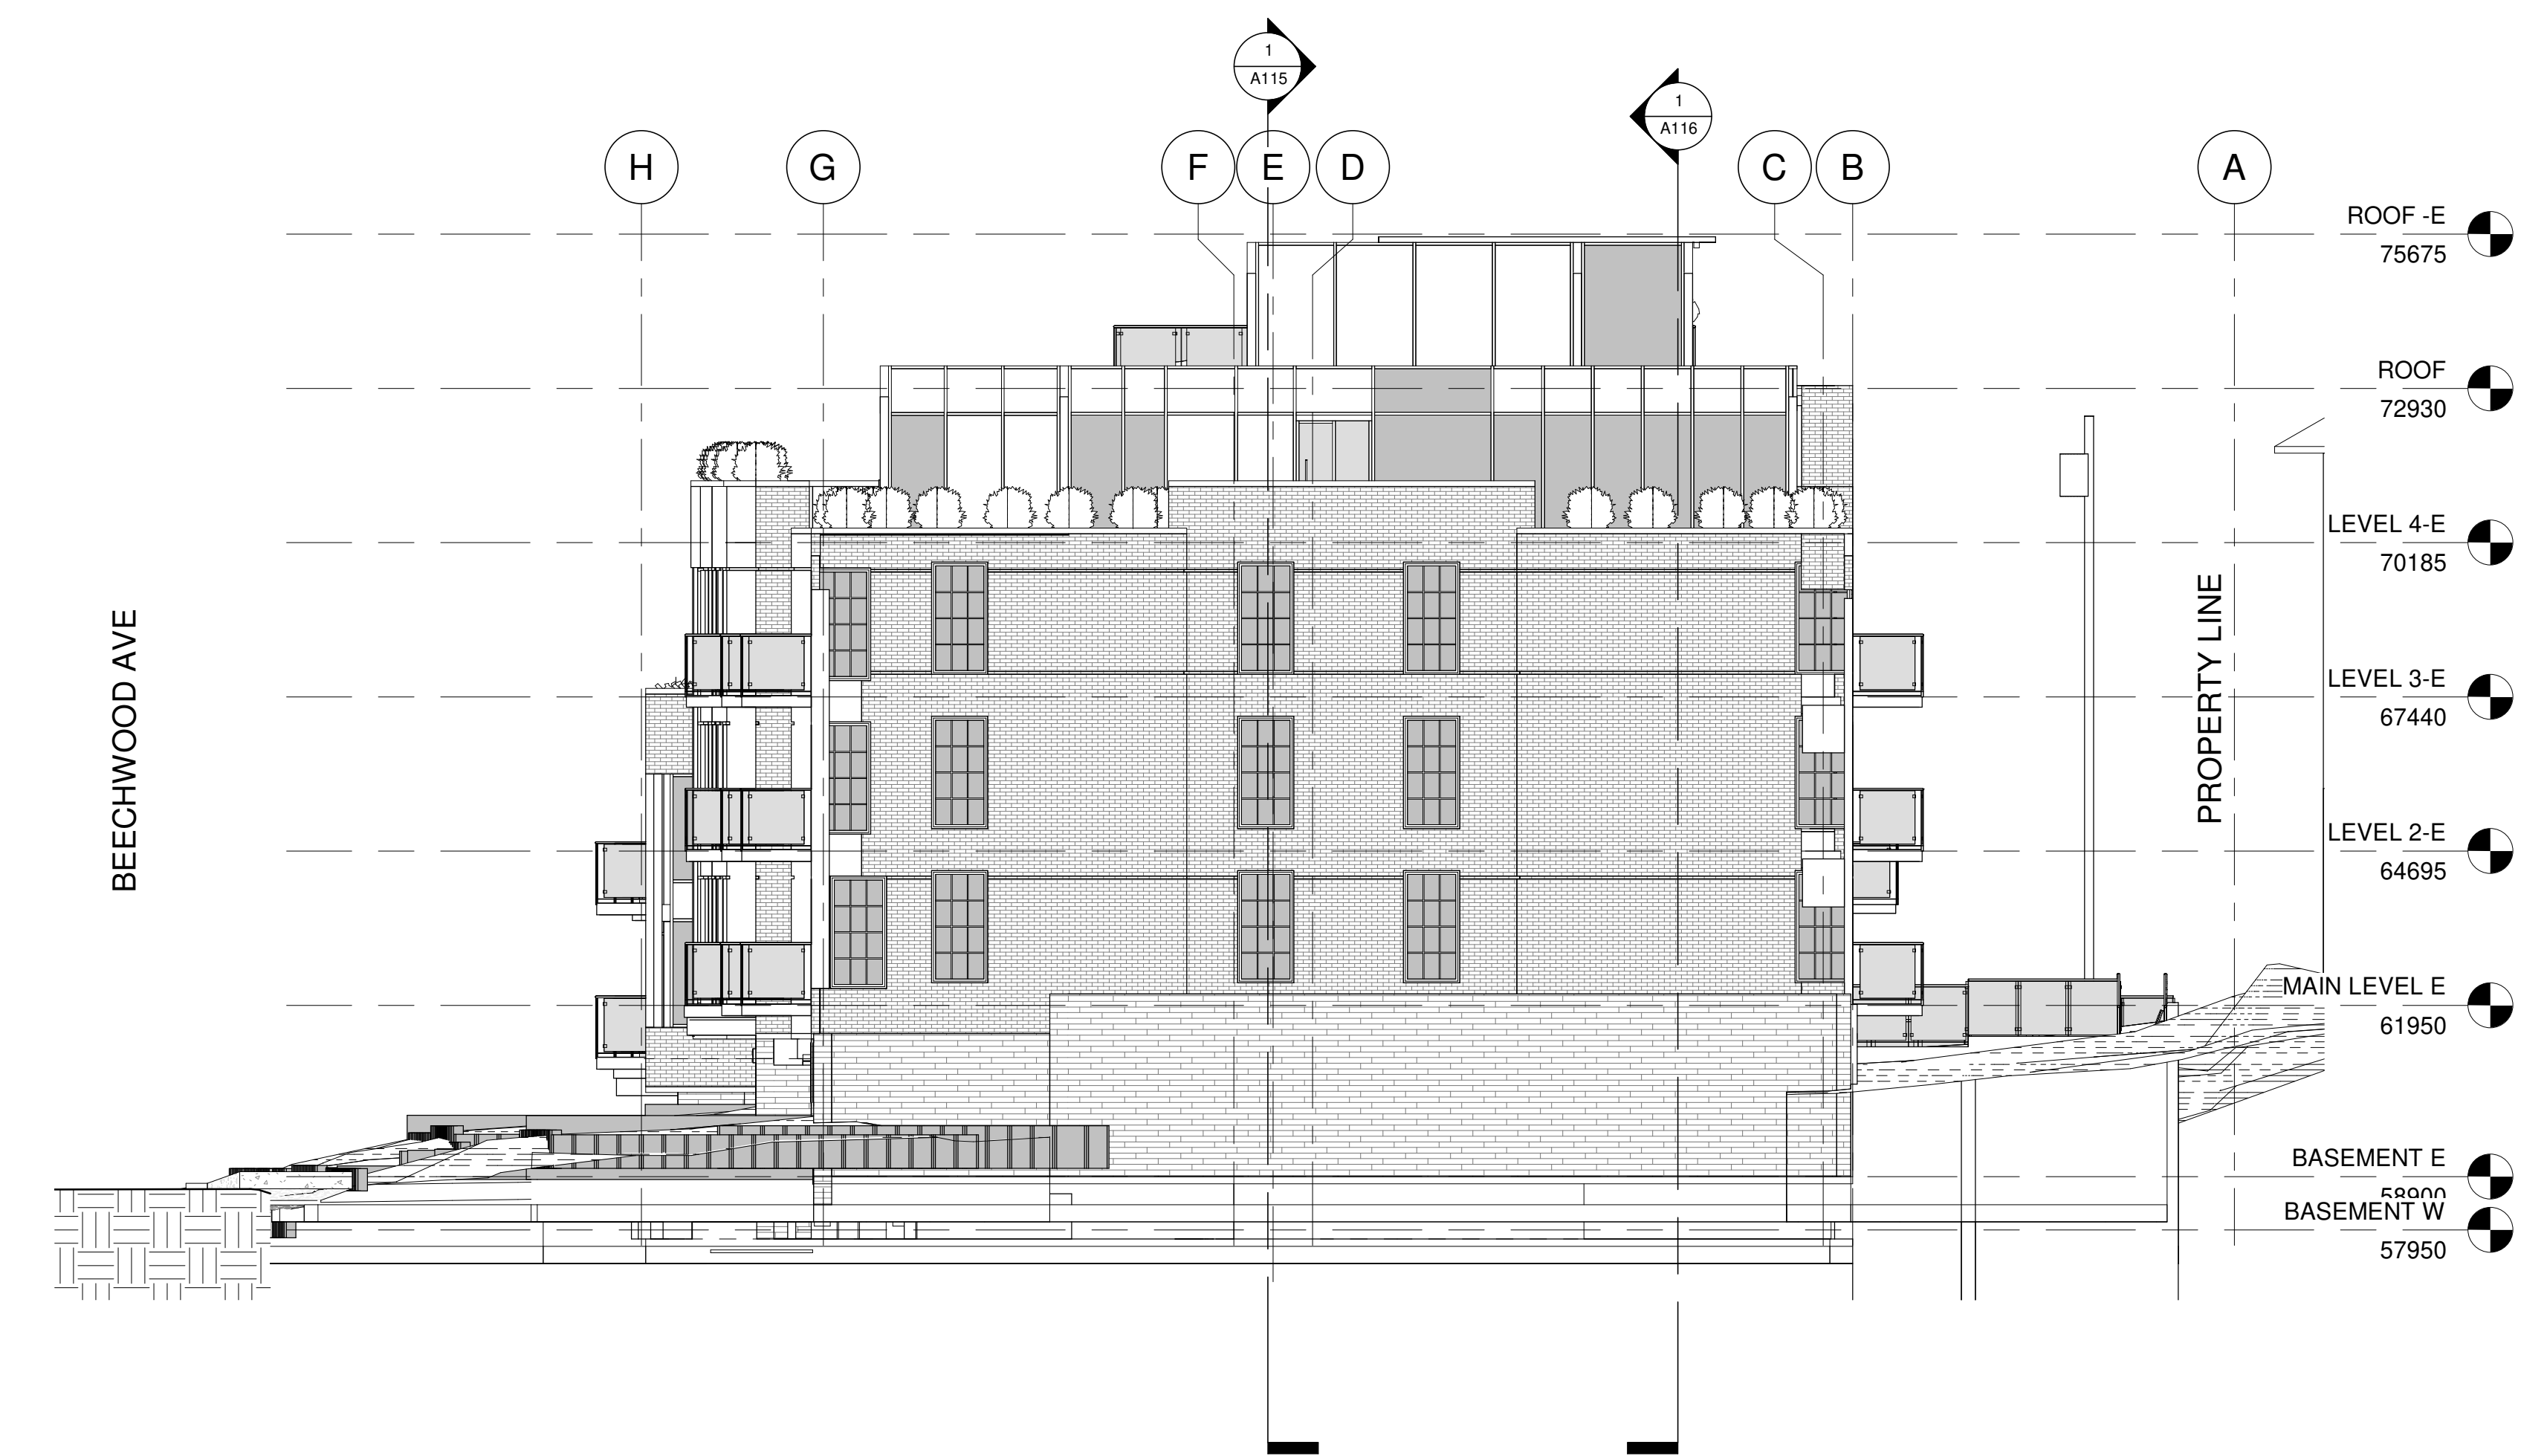 1
A115
1
A116
H
G
F
E
D
C
B
A
ROOF -E
75675
ROOF
72930
LEVEL 4-E
70185
LEVEL 3-E
67440
LEVEL 2-E
64695
MAIN LEVEL E
61950
BASEMENT E
58900
BASEMENT W
57950
BEECHWOOD AVE
PROPERTY LINE